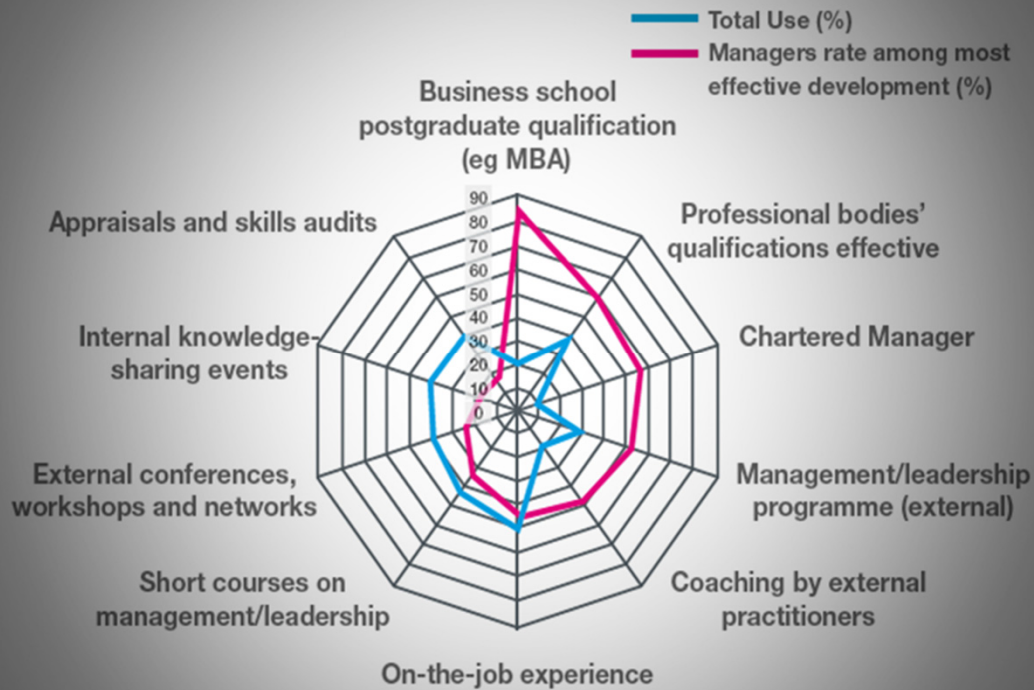 Total Use (%)
Managers rate among most
effective development (%)
Business school
postgraduate qualification
(eg MBA)
Professional bodies’
qualifications effective
Chartered Manager
Management/leadership
programme (external)
Coaching by external
practitioners
On-the-job experience
Short courses on
management/leadership
External conferences,
workshops and networks
Internal knowledge-
sharing events
Appraisals and skills audits
90
80
70
60
50
40
30
20
10
0